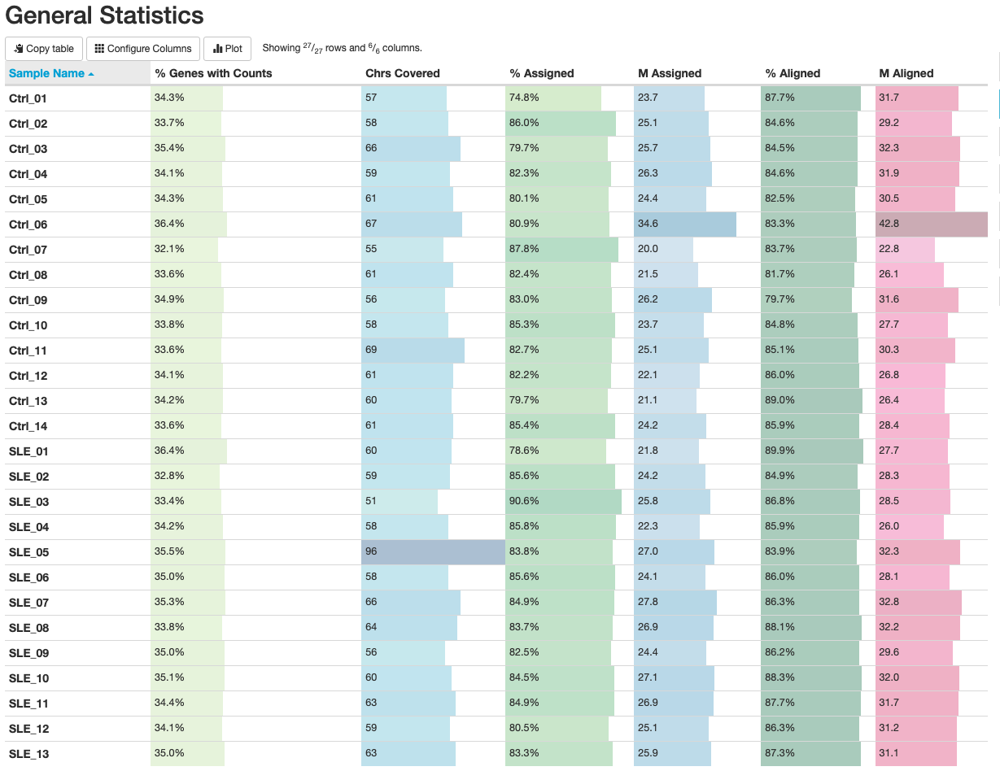 General Statistics
Copy table Configure Columns Plot Showing 27/27 rows and 6/6 columns.
Sample Name % Genes with Counts Chrs Covered % Assigned M Assigned % Aligned M Aligned
Ctrl_01 34.3% 57 74.8% 23.7 87.7% 31.7
Ctrl_02 33.7% 58 86.0% 25.1 84.6% 29.2
Ctrl_03 35.4% 66 79.7% 25.7 84.5% 32.3
Ctrl_04 34.1% 59 82.3% 26.3 84.6% 31.9
Ctrl_05 34.3% 61 80.1% 24.4 82.5% 30.5
Ctrl_06 36.4% 67 80.9% 34.6 83.3% 42.8
Ctrl_07 32.1% 55 87.8% 20.0 83.7% 22.8
Ctrl_08 33.6% 61 82.4% 21.5 81.7% 26.1
Ctrl_09 34.9% 56 83.0% 26.2 79.7% 31.6
Ctrl_10 33.8% 58 85.3% 23.7 84.8% 27.7
Ctrl_11 33.6% 69 82.7% 25.1 85.1% 30.3
Ctrl_12 34.1% 61 82.2% 22.1 86.0% 26.8
Ctrl_13 34.2% 60 79.7% 21.1 89.0% 26.4
Ctrl_14 33.6% 61 85.4% 24.2 85.9% 28.4
SLE_01 36.4% 60 78.6% 21.8 89.9% 27.7
SLE_02 32.8% 59 85.6% 24.2 84.9% 28.3
SLE_03 33.4% 51 90.6% 25.8 86.8% 28.5
SLE_04 34.2% 58 85.8% 22.3 85.9% 26.0
SLE_05 35.5% 96 83.8% 27.0 83.9% 32.3
SLE_06 35.0% 58 85.6% 24.1 86.0% 28.1
SLE_07 35.3% 66 84.9% 27.8 86.3% 32.8
SLE_08 33.8% 64 83.7% 26.9 88.1% 32.2
SLE_09 35.0% 56 82.5% 24.4 86.2% 29.6
SLE_10 35.1% 60 84.5% 27.1 88.3% 32.0
SLE_11 34.4% 63 84.9% 26.9 87.7% 31.7
SLE_12 34.1% 59 80.5% 25.1 86.3% 31.2
SLE_13 35.0% 63 83.3% 25.9 87.3% 31.1